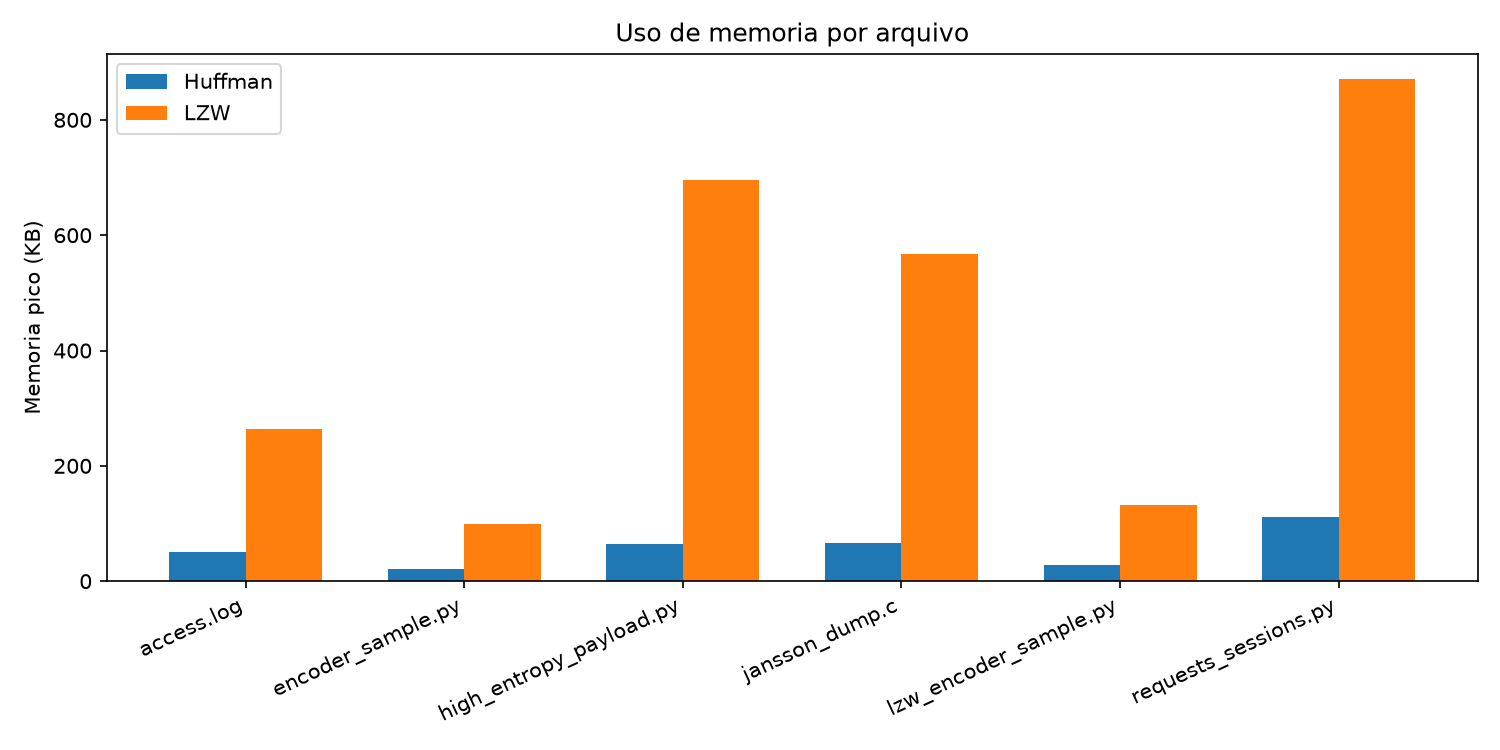 Uso de memoria por arquivo
Huffman
LZW
Memoria pico (KB)
800
600
400
200
0
access.log
encoder_sample.py
high_entropy_payload.py
jansson_dump.c
lzw_encoder_sample.py
requests_sessions.py